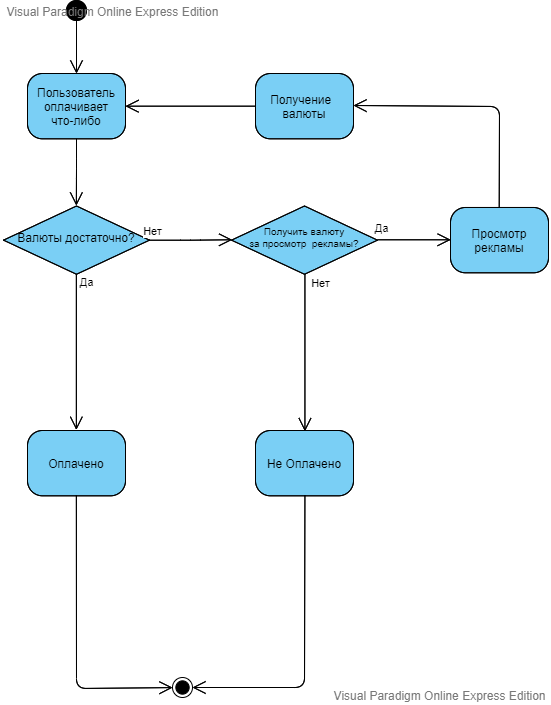 Visual Paradigm Online Express Edition
Пользователь
оплачивает
что-либо
Получение
валюты
Валюты достаточно?
Нет
Получить валюту
за просмотр рекламы?
Да
Просмотр
рекламы
Да
Нет
Оплачено
Не Оплачено
Visual Paradigm Online Express Edition